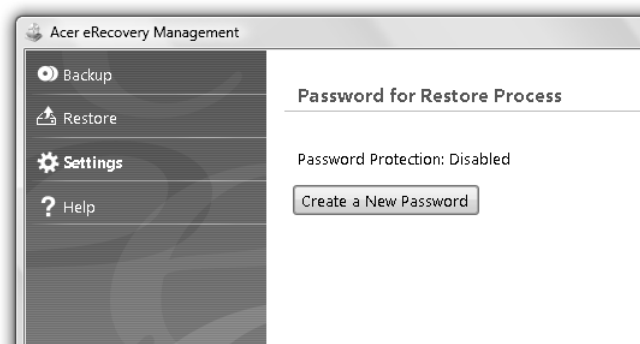 Acer eRecovery Management
Backup
Restore
Settings
? Help
Password for Restore Process
Password Protection: Disabled
Create a New Password